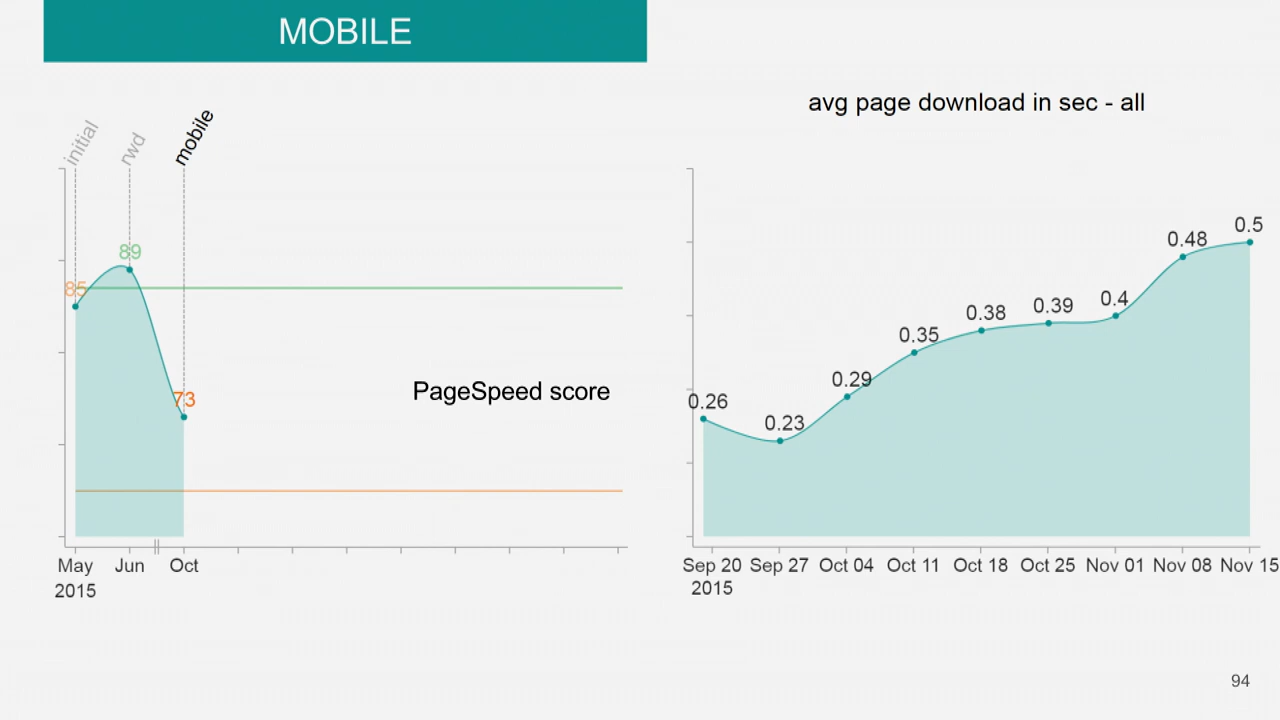 MOBILE
initial
rwd
mobile
89
85
73
PageSpeed score
May Jun Oct
2015
avg page download in sec - all
0.26
0.23
0.29
0.35
0.38
0.39
0.4
0.48
0.5
Sep 20 Sep 27 Oct 04 Oct 11 Oct 18 Oct 25 Nov 01 Nov 08 Nov 15
2015
94